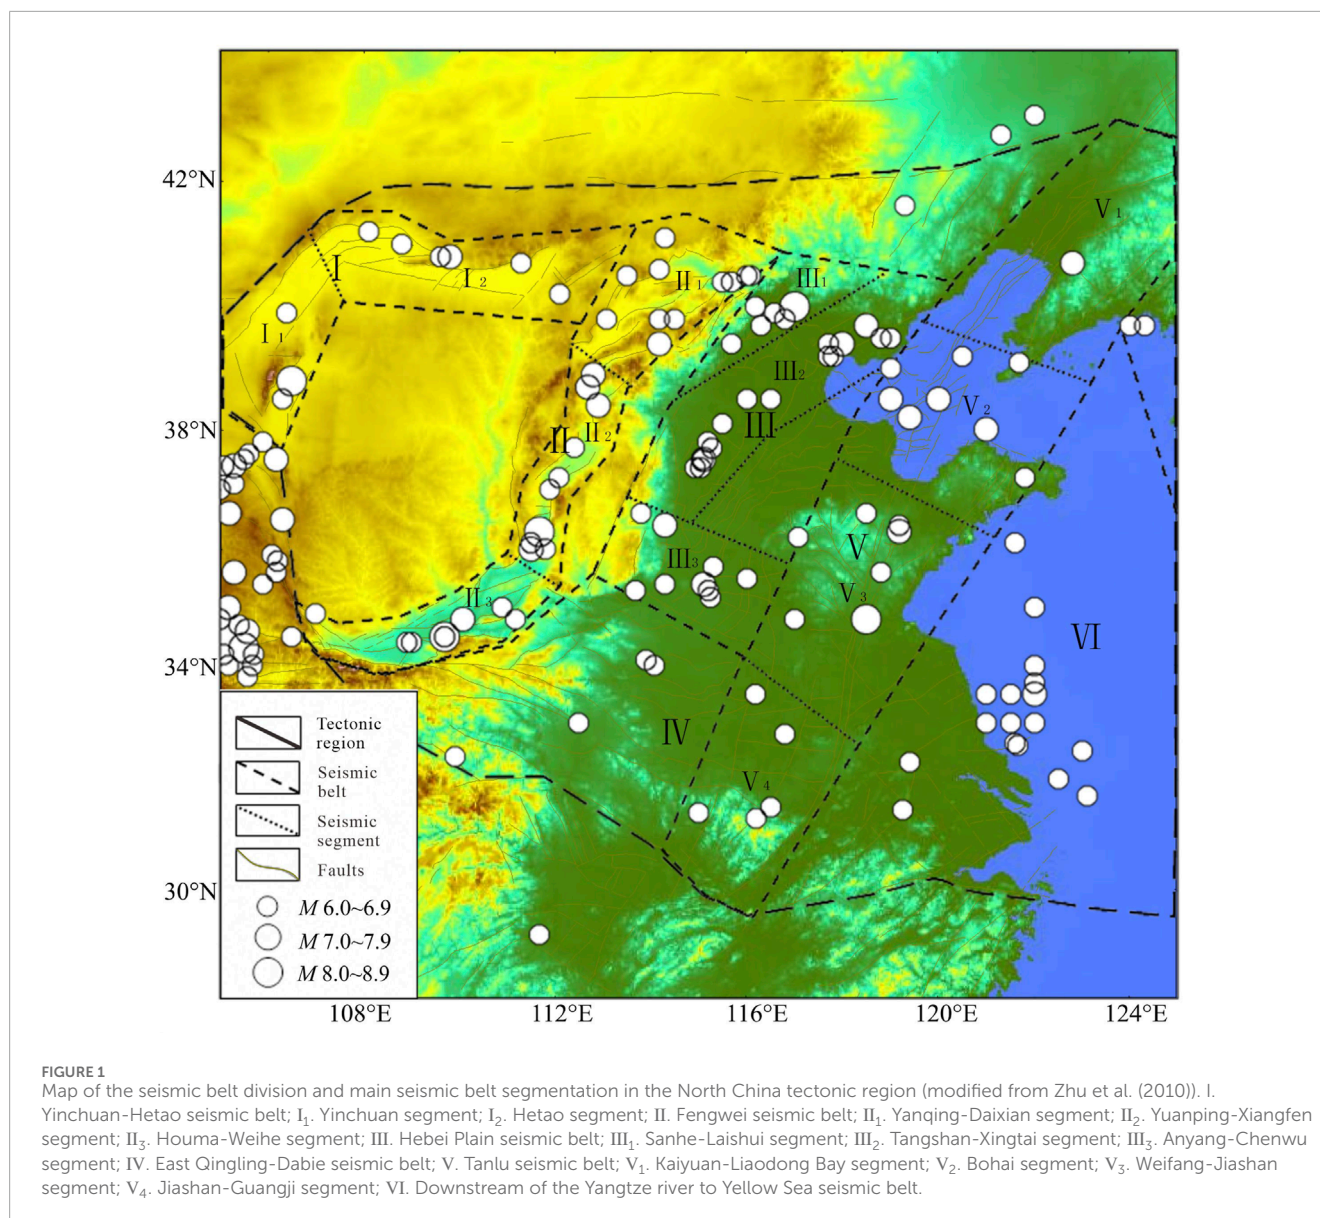 42°N
38°N
34°N
30°N
108°E
112°E
116°E
120°E
124°E
I
I 1
I 2
II
II 1
II 2
II 3
III
III1
III2
III3
IV
V
V 1
V 2
V 3
V 4
VI
Tectonic
region
Seismic
belt
Seismic
segment
Faults
M 6.0~6.9
M 7.0~7.9
M 8.0~8.9
FIGURE 1
Map of the seismic belt division and main seismic belt segmentation in the North China tectonic region (modified from Zhu et al. (2010)). I.
Yinchuan-Hetao seismic belt; I1. Yinchuan segment; I2. Hetao segment; II. Fengwei seismic belt; II1. Yanqing-Daixian segment; II2. Yuanping-Xiangfen
segment; II3. Houma-Weihe segment; III. Hebei Plain seismic belt; III1. Sanhe-Laishui segment; III2. Tangshan-Xingtai segment; III3. Anyang-Chenwu
segment; IV. East Qingling-Dabie seismic belt; V. Tanlu seismic belt; V1. Kaiyuan-Liaodong Bay segment; V2. Bohai segment; V3. Weifang-Jiashan
segment; V4. Jiashan-Guangji segment; VI. Downstream of the Yangtze river to Yellow Sea seismic belt.